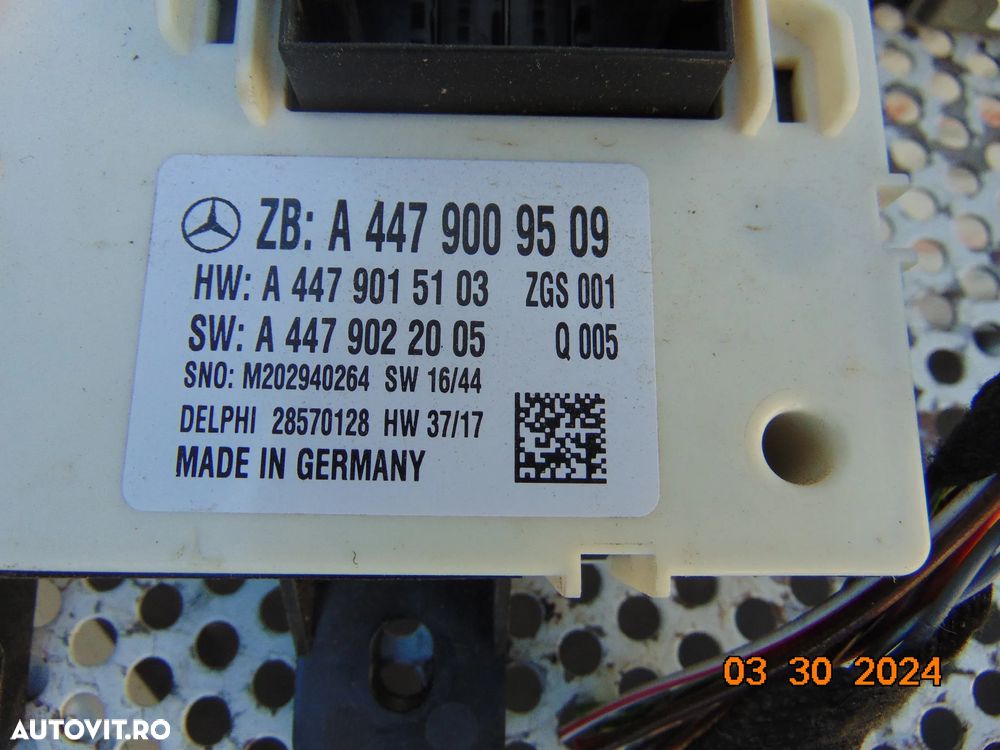 ZB: A 447 900 95 09
HW: A 447 901 51 03 ZGS 001
SW: A 447 902 20 05 Q 005
SNO: M202940264 SW 16/44
DELPHI 28570128 HW 37/17
MADE IN GERMANY
03 30 2024
AUTOVIT.RO